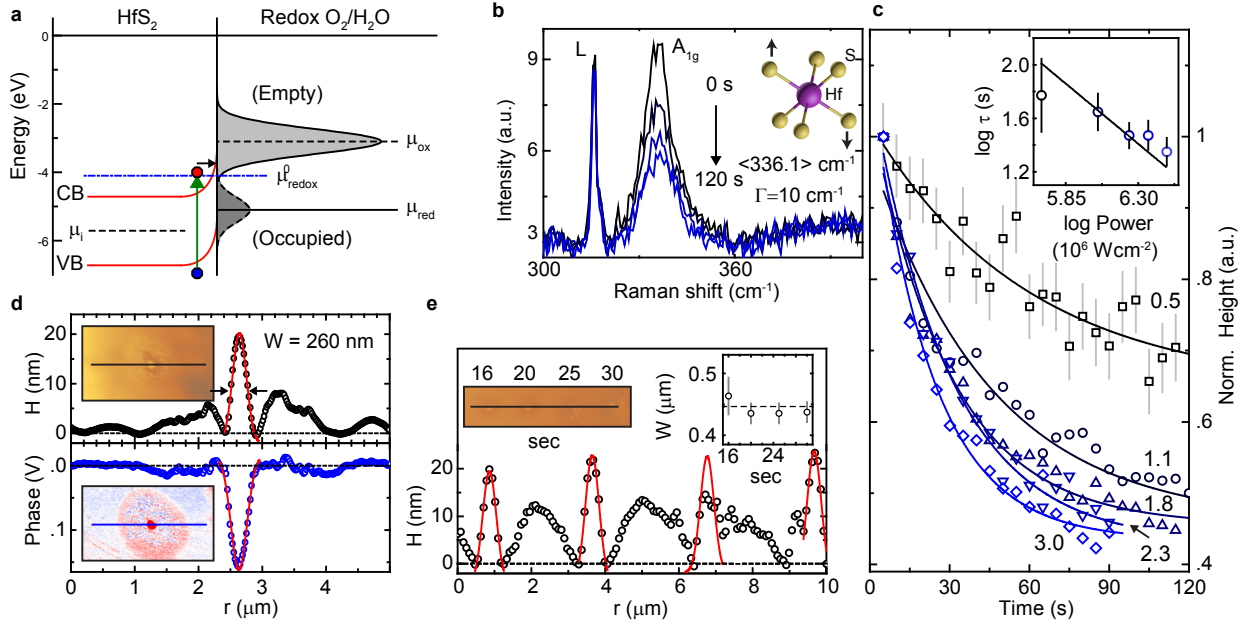 a
HfS2
Redox O2/H2O
0
-2
-4
-6
Energy (eV)
(Empty)
μox
μ0redox
CB
μi
VB
μred
(Occupied)
b
L
A1g
0 s
120 s
S
Hf
<336.1> cm-1
Γ=10 cm-1
9
6
3
Intensity (a.u.)
300
360
Raman shift (cm-1)
c
2.0
1.6
1.2
log τ (s)
5.85
6.30
log Power
(10^6 Wcm-2)
1
.8
.6
.4
Norm. Height (a.u.)
0.5
1.1
1.8
2.3
3.0
0
30
60
90
120
Time (s)
d
W = 260 nm
20
10
0
H (nm)
.0
.1
Phase (V)
0
1
2
3
4
5
r (μm)
e
16 20 24 28 30
sec
0.5
0.4
W (μm)
16
24
sec
20
10
0
H (nm)
0
2
4
6
8
10
r (μm)